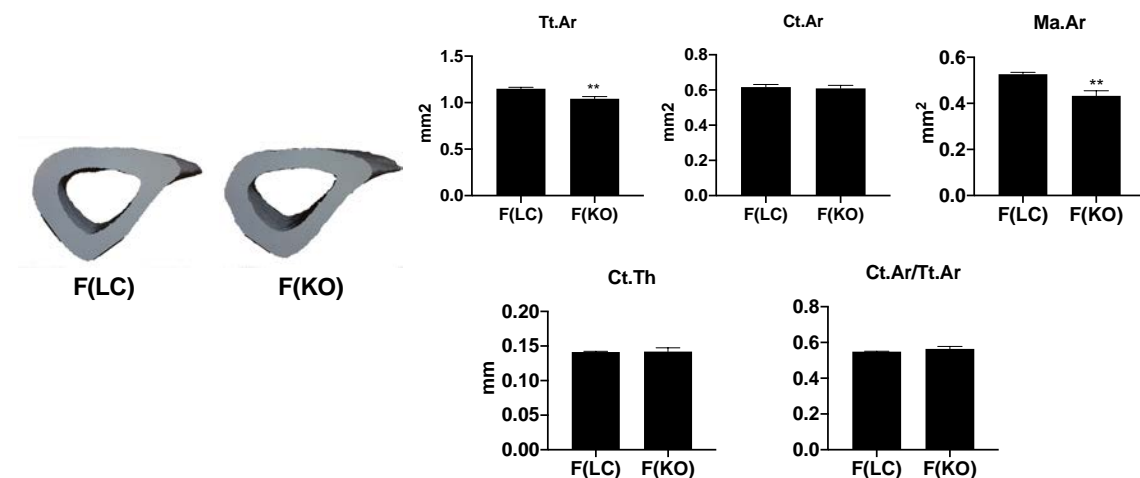 Tt.Ar
mm2
1.5
1.0
0.5
0.0
**
F(LC) F(KO)
Ct.Ar
mm2
0.8
0.6
0.4
0.2
0.0
F(LC) F(KO)
Ma.Ar
mm²
0.6
0.4
0.2
0.0
**
F(LC) F(KO)
F(LC) F(KO)
Ct.Th
mm
0.20
0.15
0.10
0.05
0.00
F(LC) F(KO)
Ct.Ar/Tt.Ar
0.8
0.6
0.4
0.2
0.0
F(LC) F(KO)